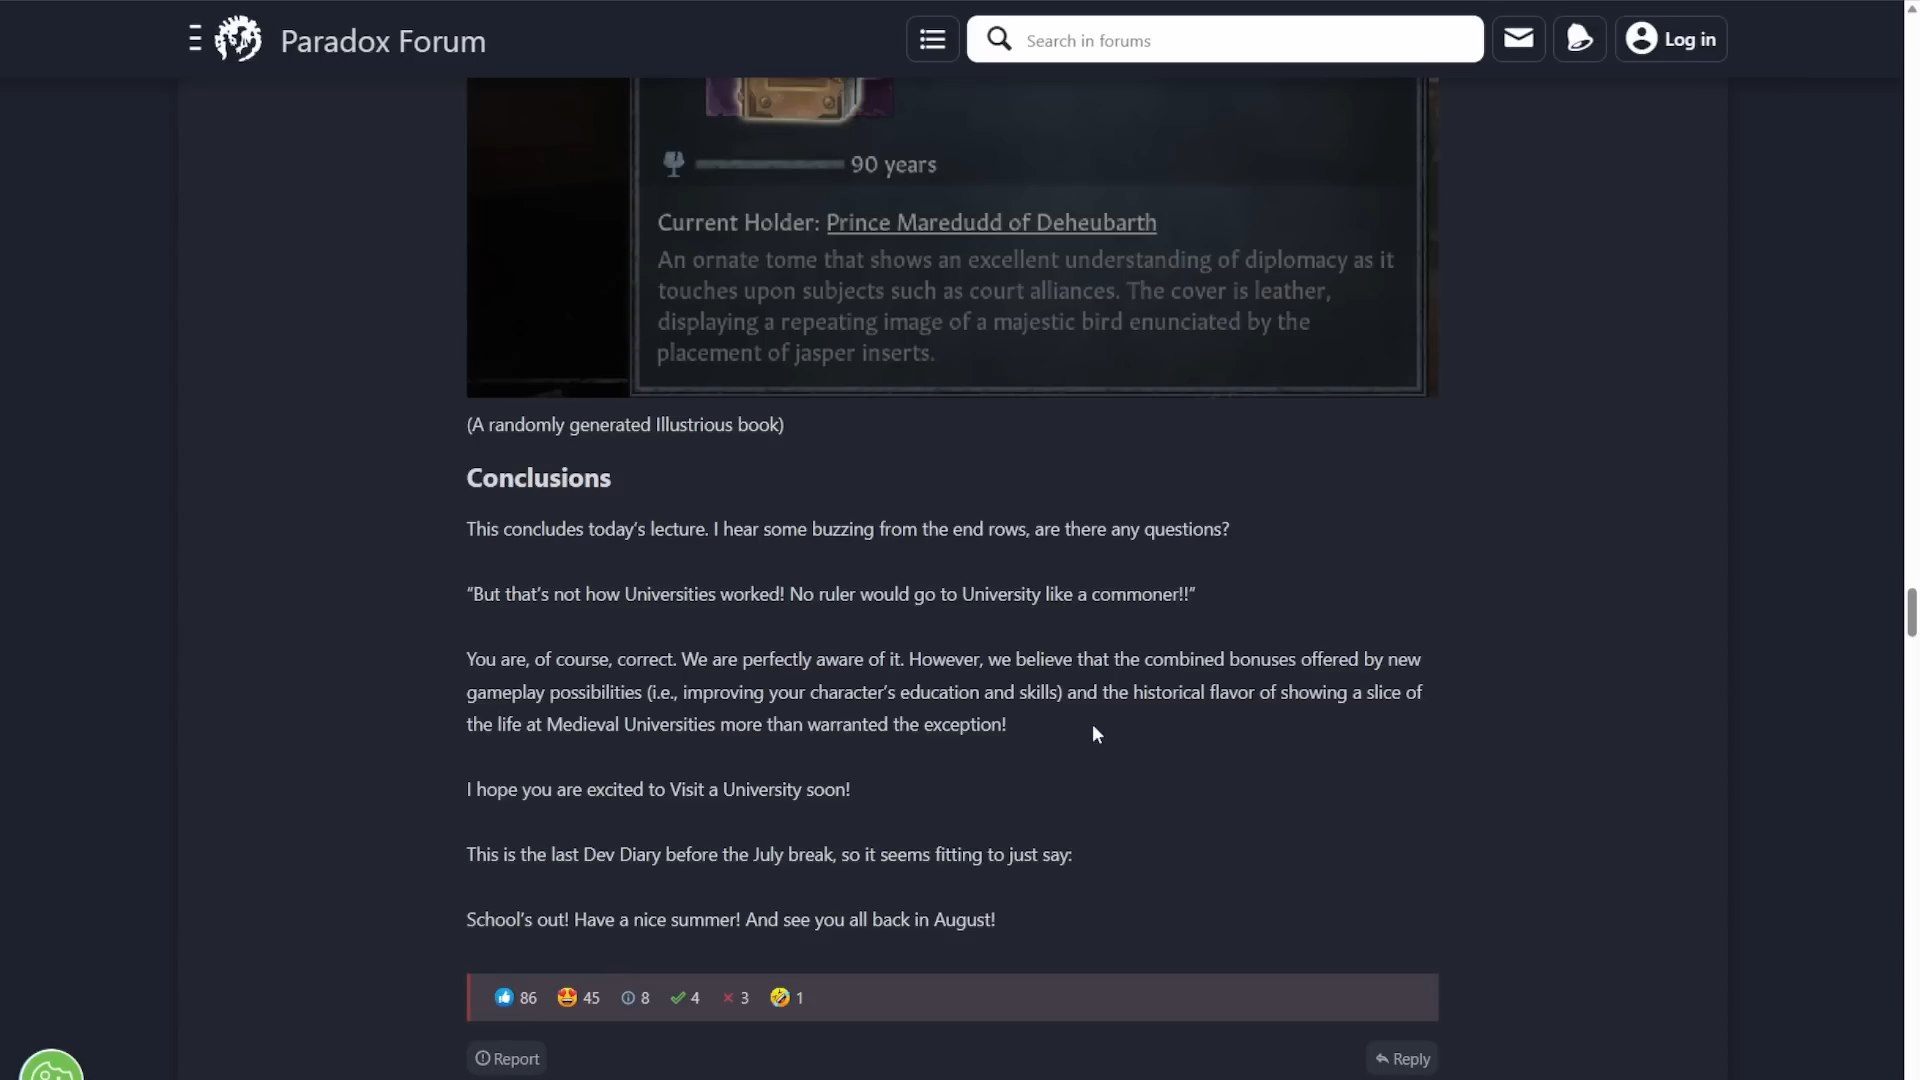 Paradox Forum
Search in forums
Log in
90 years
Current Holder: Prince Maredudd of Deheubarth
An ornate tome that shows an excellent understanding of diplomacy as it
touches upon subjects such as court alliances. The cover is leather,
displaying a repeating image of a majestic bird enunciated by the
placement of jasper inserts.
(A randomly generated Illustrious book)
Conclusions
This concludes today’s lecture. I hear some buzzing from the end rows, are there any questions?
“But that’s not how Universities worked! No ruler would go to University like a commoner!!”
You are, of course, correct. We are perfectly aware of it. However, we believe that the combined bonuses offered by new
gameplay possibilities (i.e., improving your character’s education and skills) and the historical flavor of showing a slice of
the life at Medieval Universities more than warranted the exception!
I hope you are excited to Visit a University soon!
This is the last Dev Diary before the July break, so it seems fitting to just say:
School’s out! Have a nice summer! And see you all back in August!
86 45 8 4 3 1
Report Reply